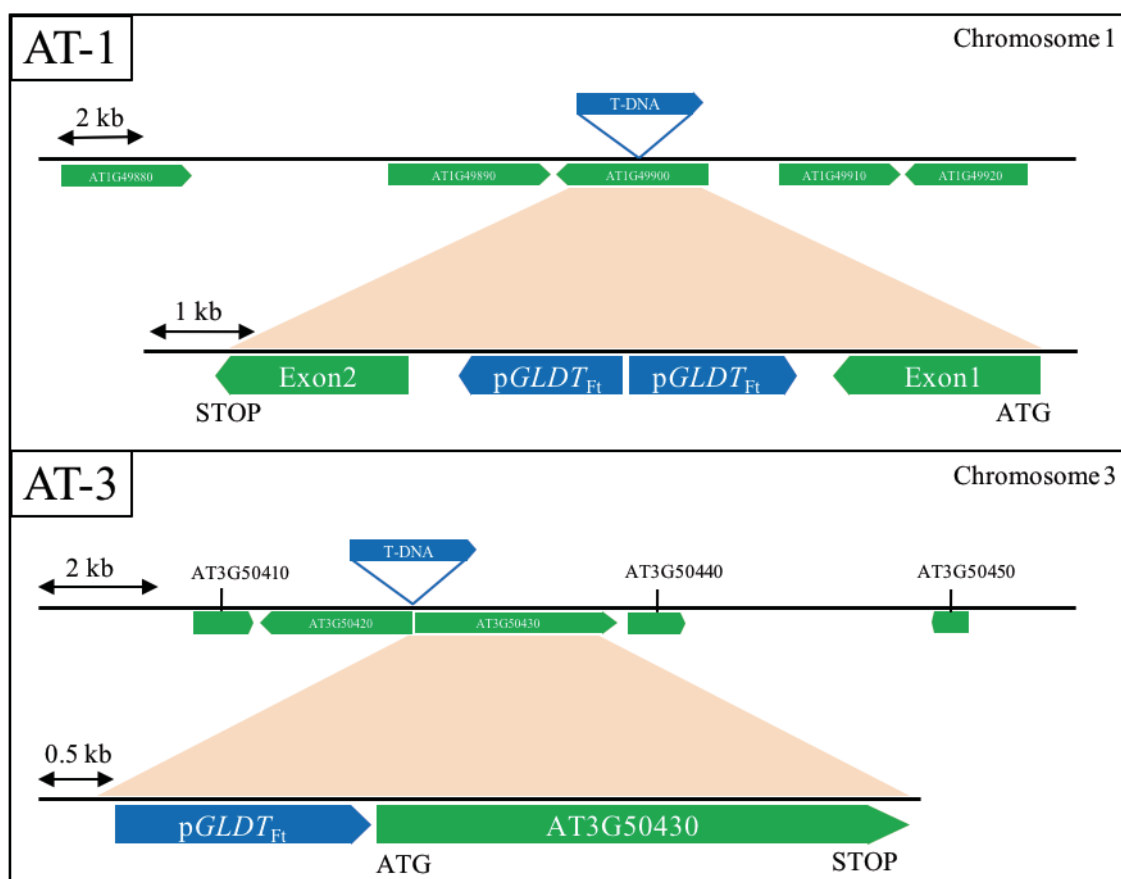 AT-1
Chromosome 1
T-DNA
2 kb
AT1G49880
AT1G49890
AT1G49900
AT1G49910
AT1G49920
1 kb
Exon2
pGLDTFt
pGLDTFt
Exon1
STOP
ATG
AT-3
Chromosome 3
T-DNA
2 kb
AT3G50410
AT3G50440
AT3G50450
AT3G50420
AT3G50430
0.5 kb
pGLDTFt
AT3G50430
ATG
STOP